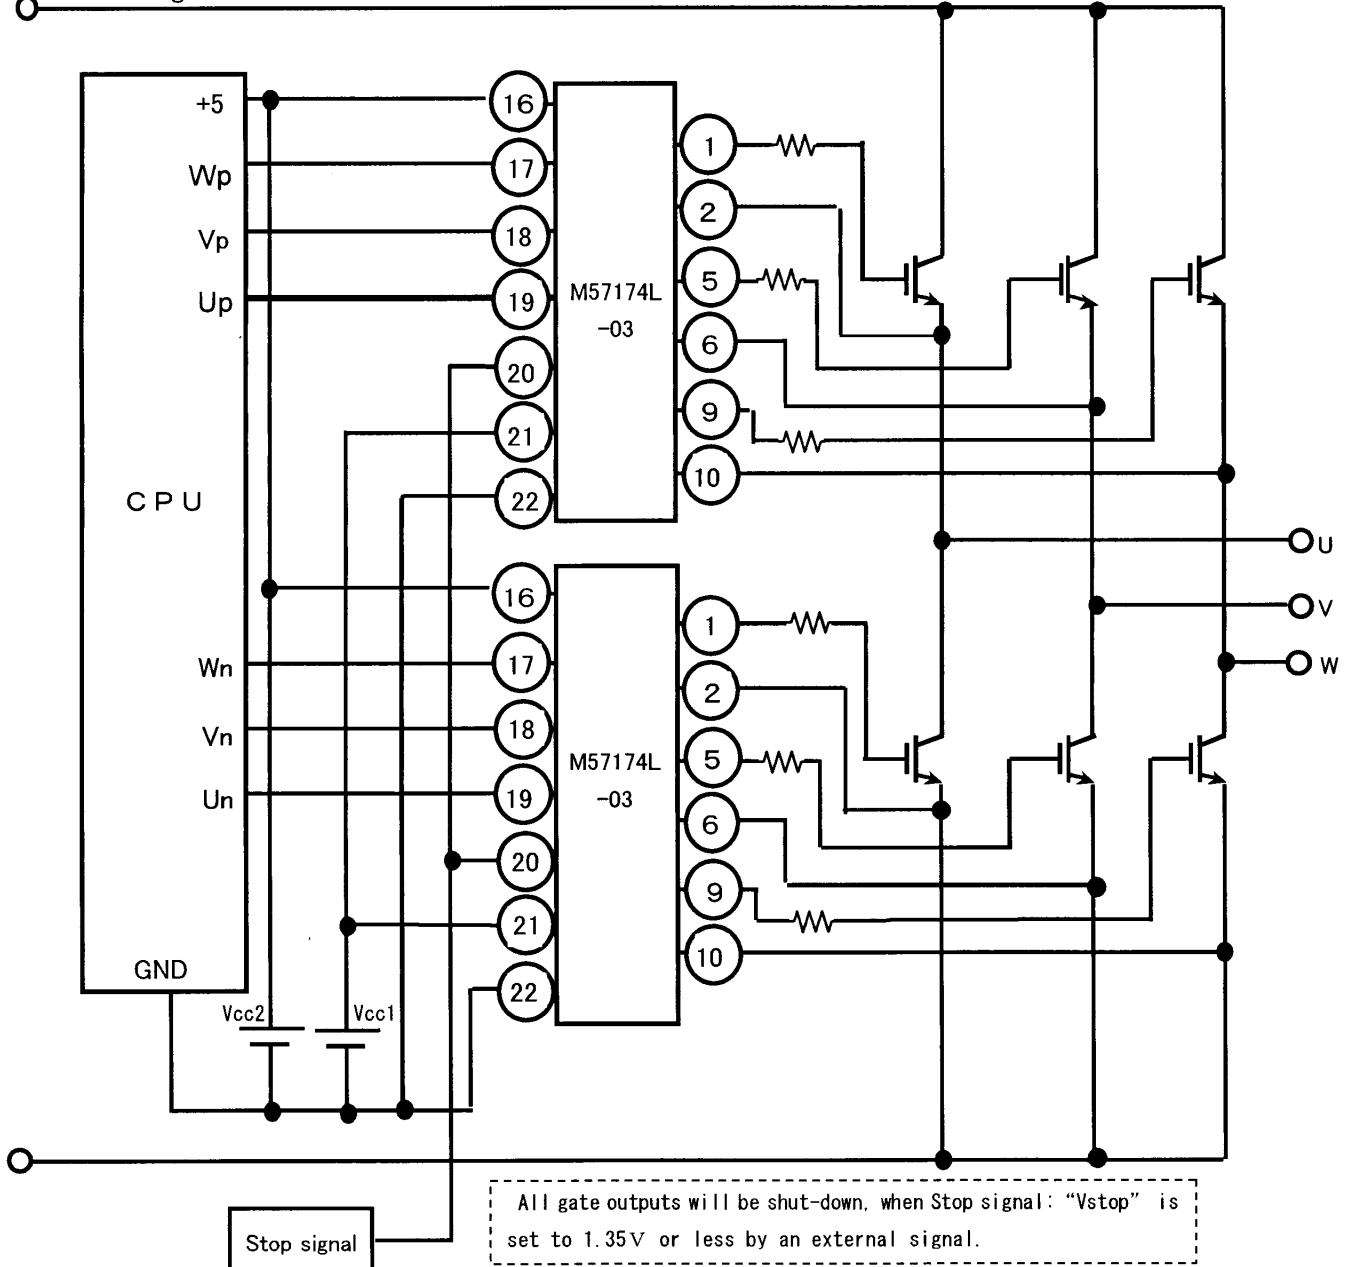 +5
Wp
Vp
Up
CPU
Wn
Vn
Un
GND
Vcc2
Vcc1
16
17
18
19
20
21
22
M57174L
-03
1
2
5
6
9
10
16
17
18
19
20
21
22
M57174L
-03
1
2
5
6
9
10
U
V
W
Stop signal
All gate outputs will be shut-down, when Stop signal: “Vstop” is
set to 1.35V or less by an external signal.